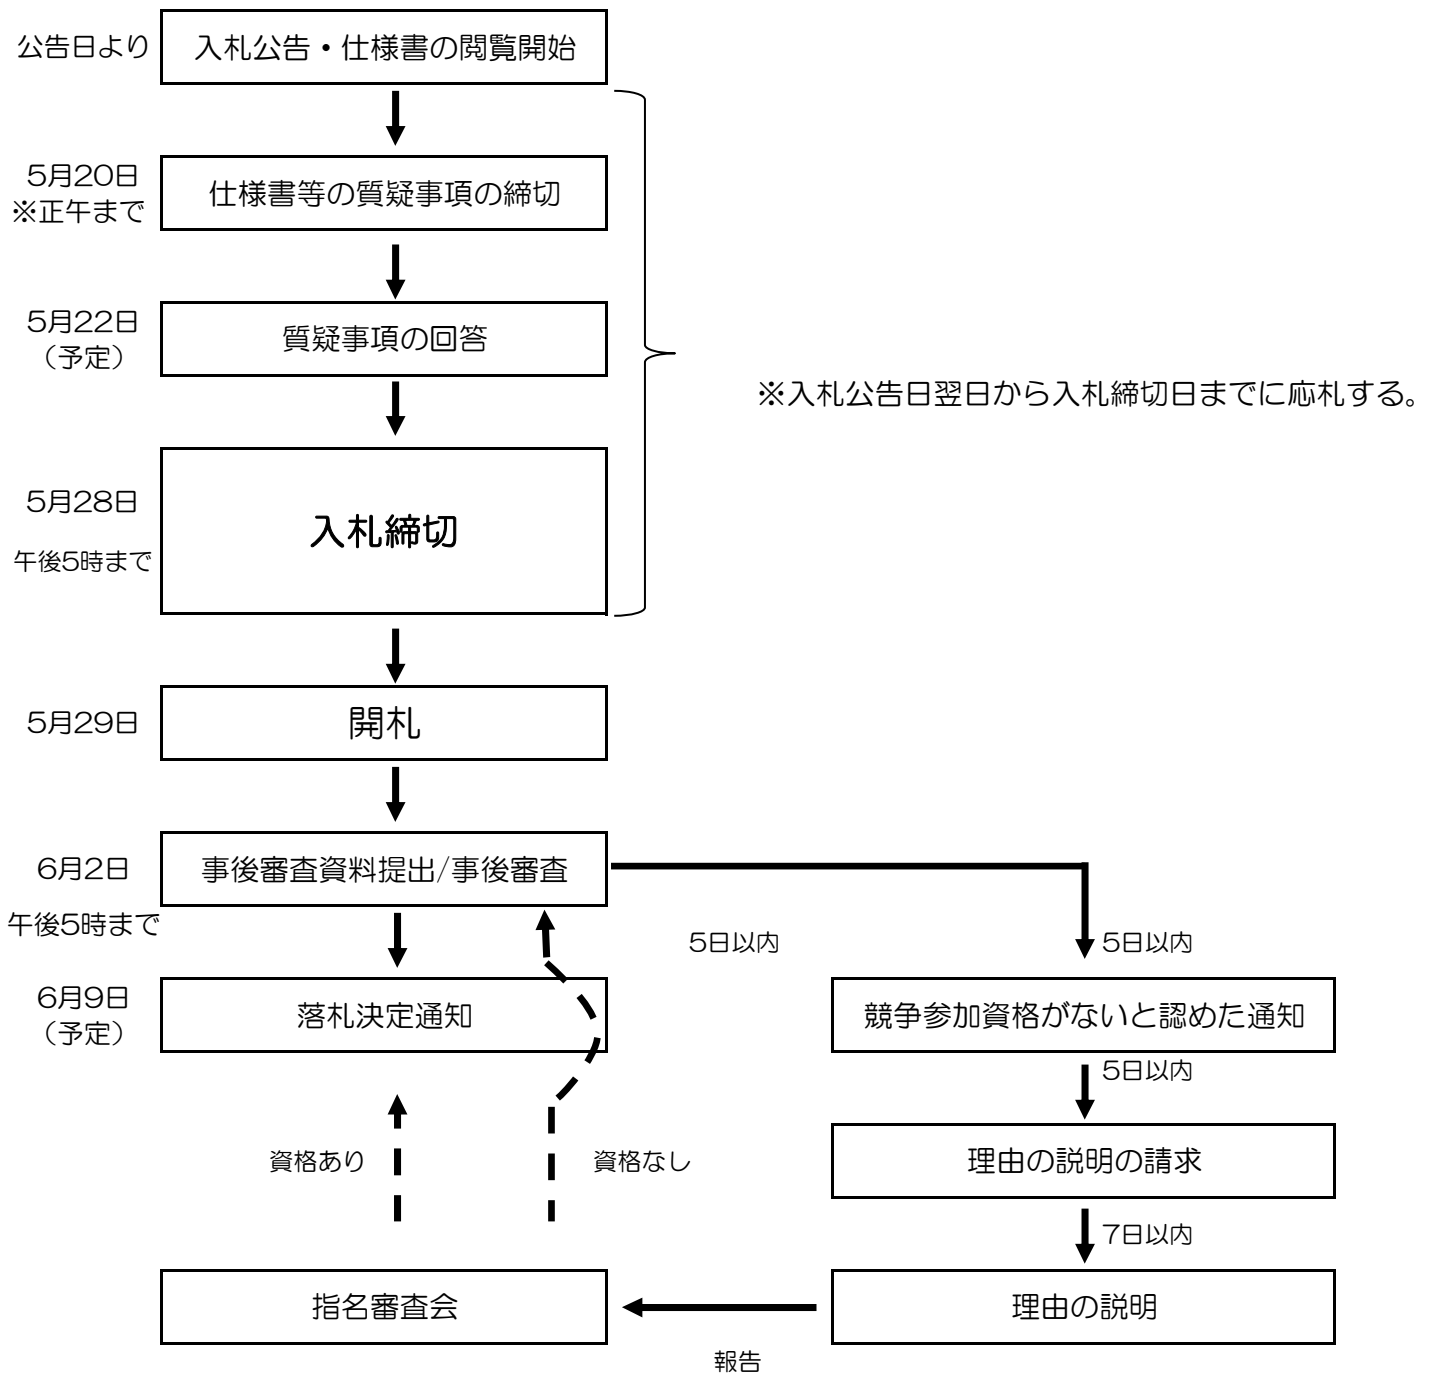 公告日より
入札公告・仕様書の閲覧開始
5月20日
※正午まで
仕様書等の質疑事項の締切
5月22日
（予定）
質疑事項の回答
※入札公告日翌日から入札締切日までに応札する。
5月28日
午後5時まで
入札締切
5月29日
開札
6月2日
午後5時まで
事後審査資料提出/事後審査
5日以内
5日以内
6月9日
（予定）
落札決定通知
競争参加資格がないと認めた通知
5日以内
資格あり
資格なし
理由の説明の請求
7日以内
指名審査会
理由の説明
報告